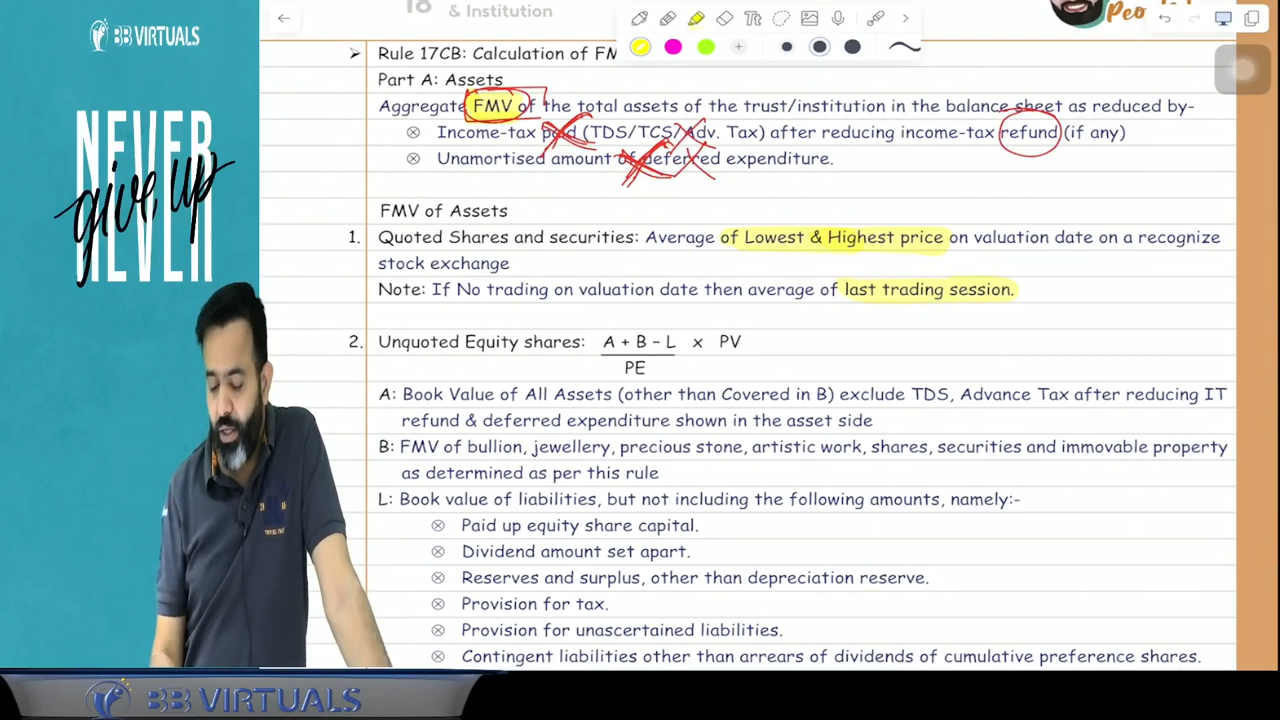 18
& Institution
BB VIRTUALS
NEVER
give up
NEVER
➤ Rule 17CB: Calculation of FM
Part A: Assets
Aggregate FMV of the total assets of the trust/institution in the balance sheet as reduced by-
⊗ Income-tax paid (TDS/TCS/Adv. Tax) after reducing income-tax refund (if any)
⊗ Unamortised amount of deferred expenditure.
FMV of Assets
1. Quoted Shares and securities: Average of Lowest & Highest price on valuation date on a recognize
stock exchange
Note: If No trading on valuation date then average of last trading session.
2. Unquoted Equity shares: A + B - L x PV
PE
A: Book Value of All Assets (other than Covered in B) exclude TDS, Advance Tax after reducing IT
refund & deferred expenditure shown in the asset side
B: FMV of bullion, jewellery, precious stone, artistic work, shares, securities and immovable property
as determined as per this rule
L: Book value of liabilities, but not including the following amounts, namely:-
⊗ Paid up equity share capital.
⊗ Dividend amount set apart.
⊗ Reserves and surplus, other than depreciation reserve.
⊗ Provision for tax.
⊗ Provision for unascertained liabilities.
⊗ Contingent liabilities other than arrears of dividends of cumulative preference shares.
BB VIRTUALS